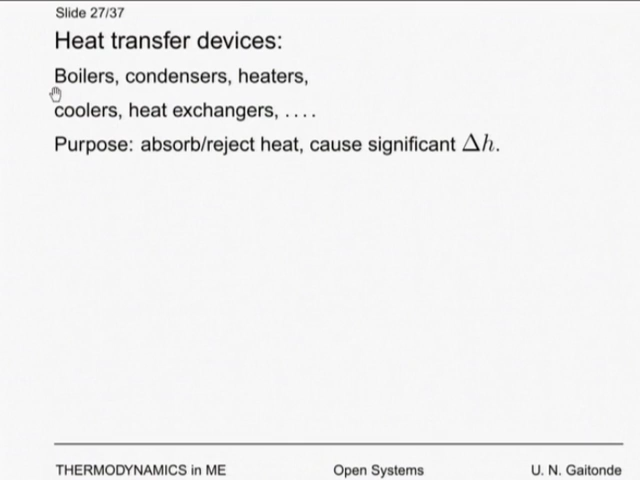 Slide 27/37
Heat transfer devices:
Boilers, condensers, heaters,
coolers, heat exchangers, ....
Purpose: absorb/reject heat, cause significant Δh.
THERMODYNAMICS in ME Open Systems U. N. Gaitonde